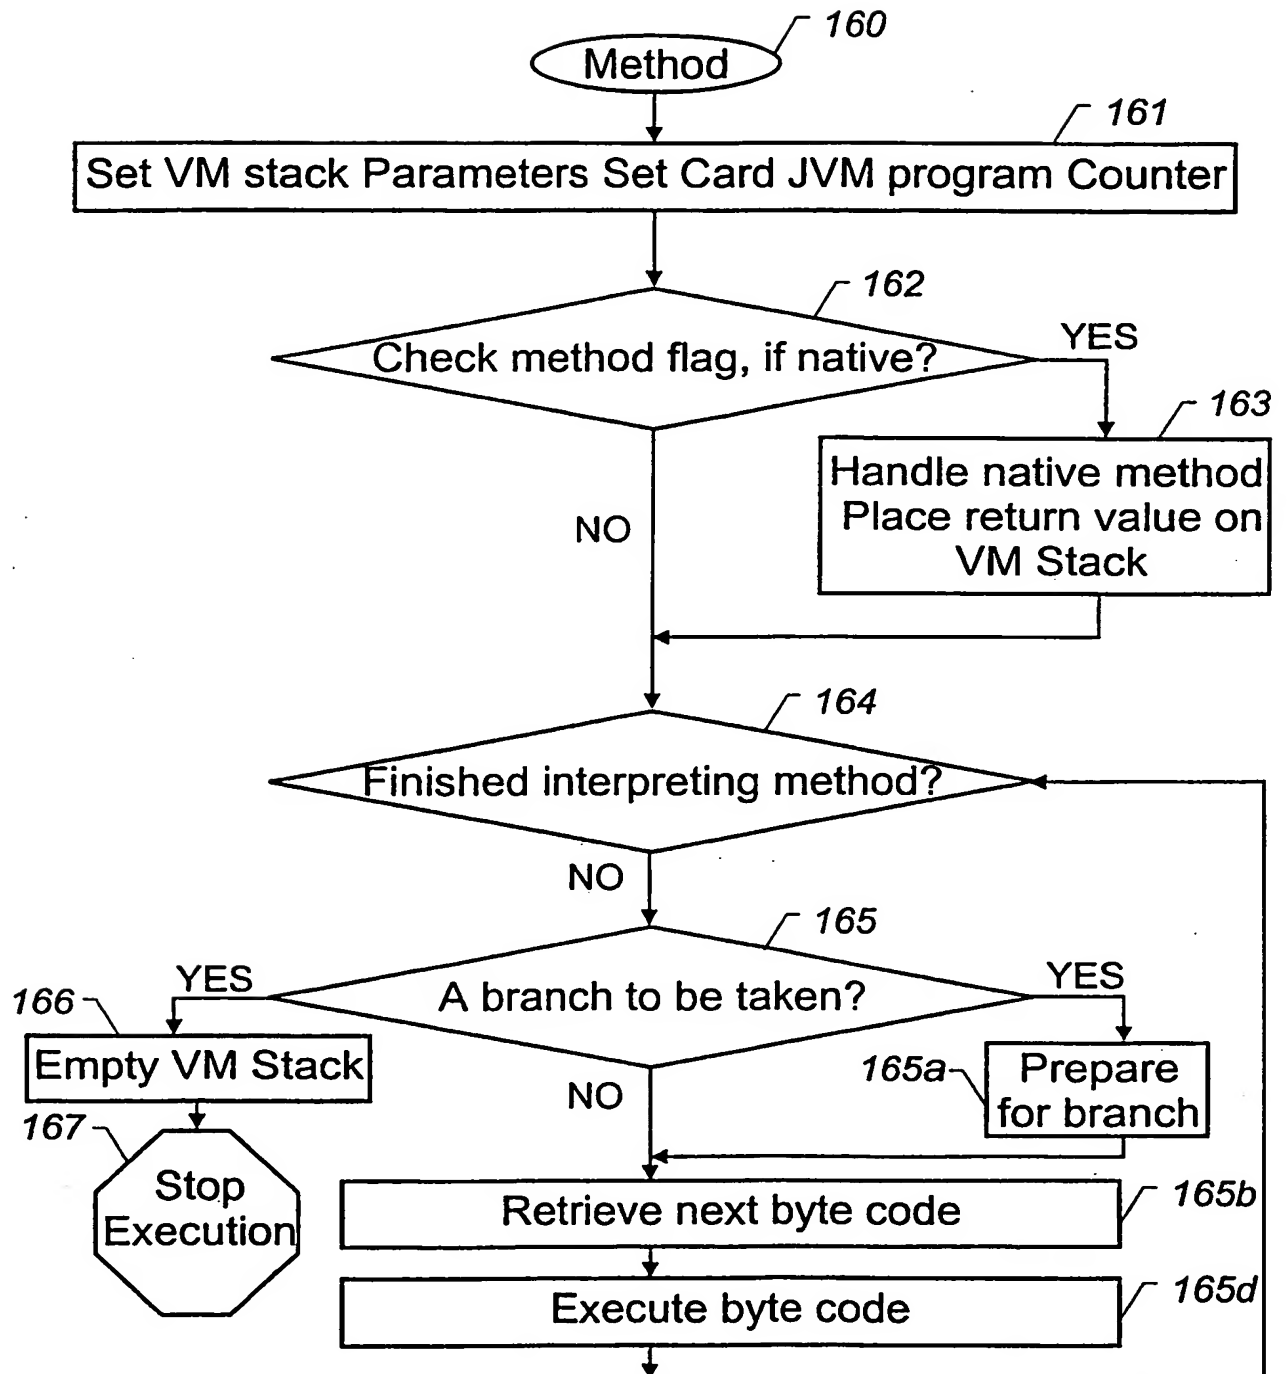 160
Method
161
Set VM stack Parameters Set Card JVM program Counter
162
Check method flag, if native?
YES
163
Handle native method
Place return value on
VM Stack
NO
164
Finished interpreting method?
NO
165
A branch to be taken?
YES
166
Empty VM Stack
167
Stop
Execution
YES
165a
Prepare
for branch
NO
Retrieve next byte code
165b
Execute byte code
165d